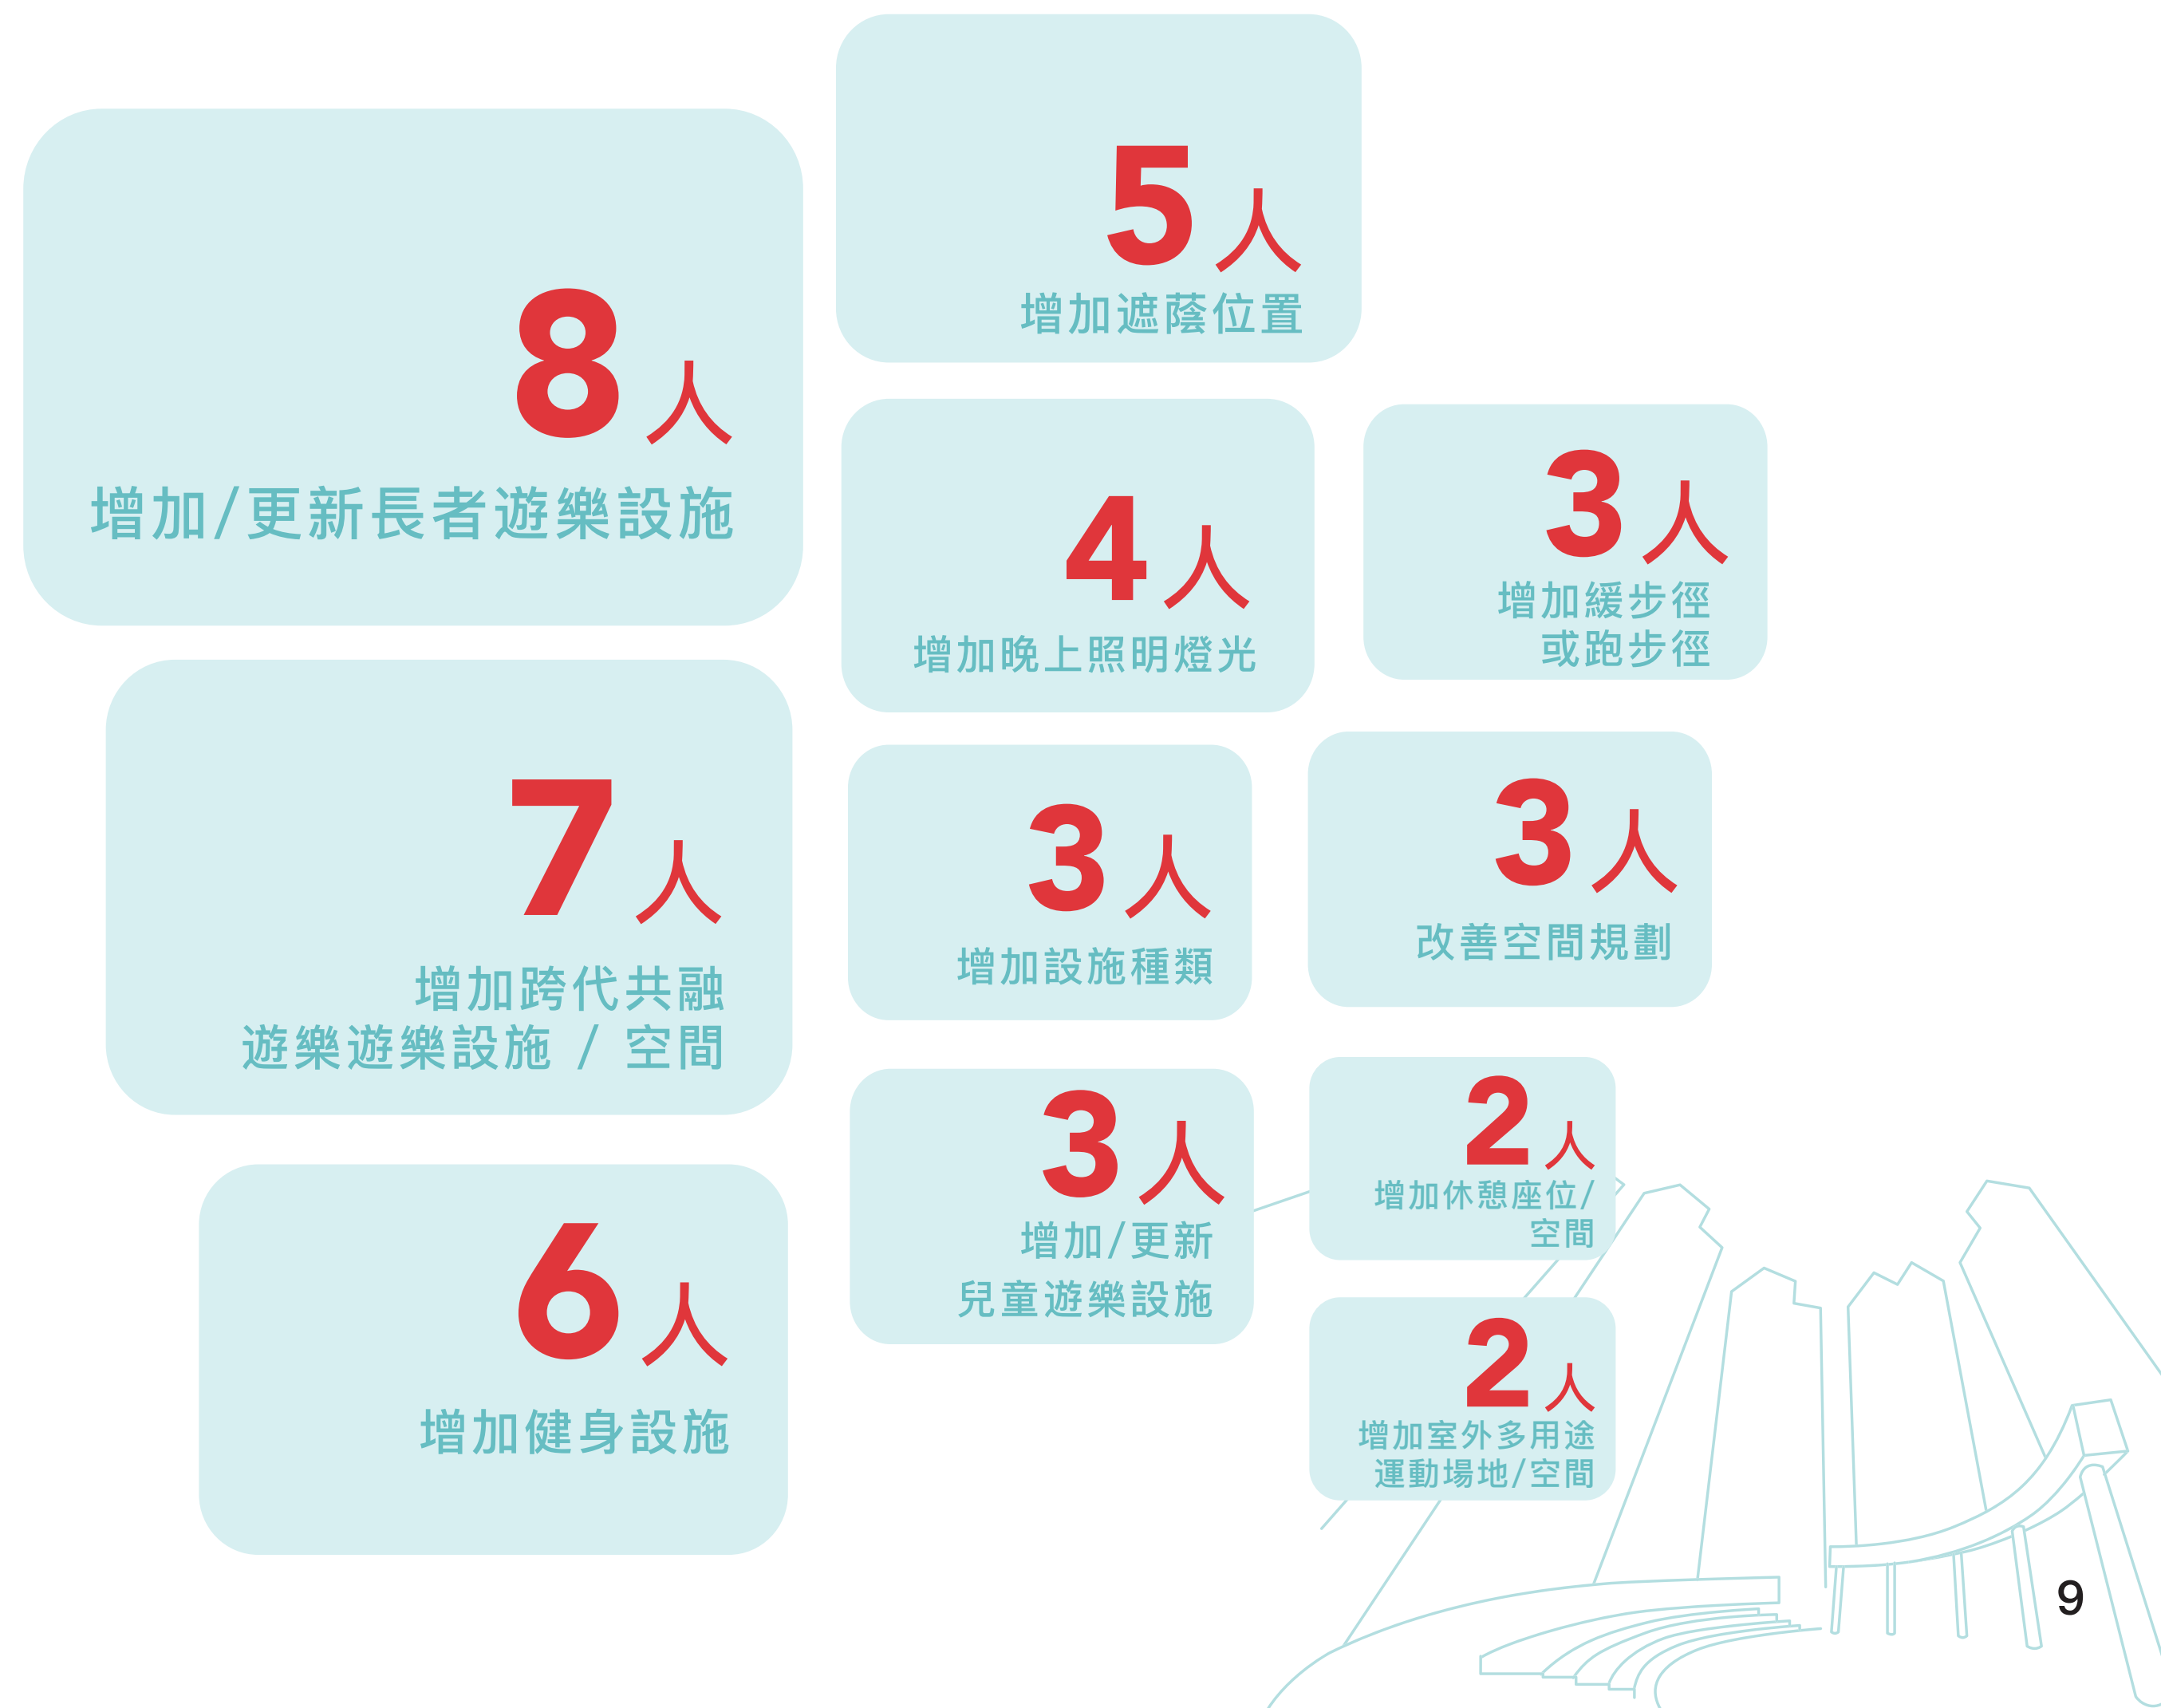 8人
增加/更新長者遊樂設施
7人
增加跨代共融
遊樂遊樂設施 / 空間
6人
增加健身設施
5人
增加遮蔭位置
4人
增加晚上照明燈光
3人
增加緩步徑
或跑步徑
3人
增加設施種類
3人
改善空間規劃
3人
增加/更新
兒童遊樂設施
2人
增加休憩座位/
空間
2人
增加室外多用途
運動場地/空間
9